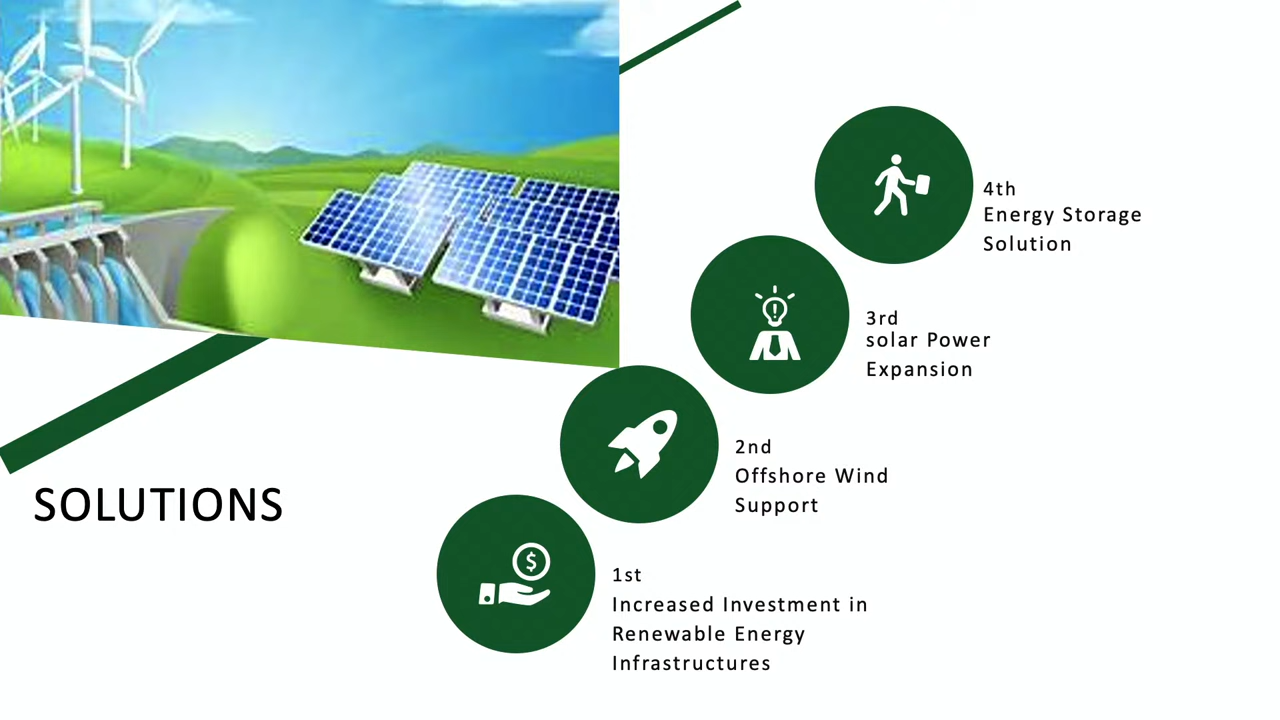 4th
Energy Storage
Solution
3rd
solar Power
Expansion
2nd
Offshore Wind
Support
SOLUTIONS
1st
Increased Investment in
Renewable Energy
Infrastructures